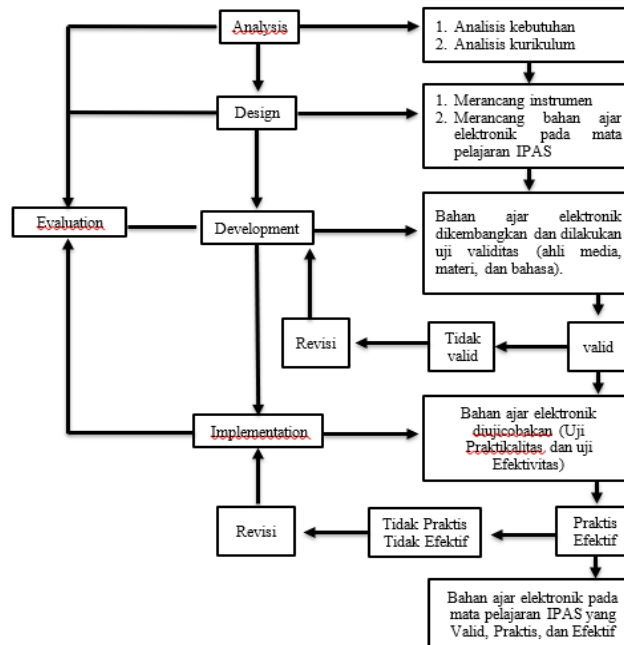 Analysis
1. Analisis kebutuhan
2. Analisis kurikulum
Design
1. Merancang instrumen
2. Merancang bahan ajar
elektronik pada mata
pelajaran IPAS
Evaluation
Development
Bahan ajar elektronik
dikembangkan dan dilakukan
uji validitas (ahli media,
materi, dan bahasa).
Revisi
Tidak
valid
valid
Implementation
Bahan ajar elektronik
diujicobakan (Uji
Praktikalitas dan uji
Efektivitas)
Revisi
Tidak Praktis
Tidak Efektif
Praktis
Efektif
Bahan ajar elektronik pada
mata pelajaran IPAS yang
Valid, Praktis, dan Efektif